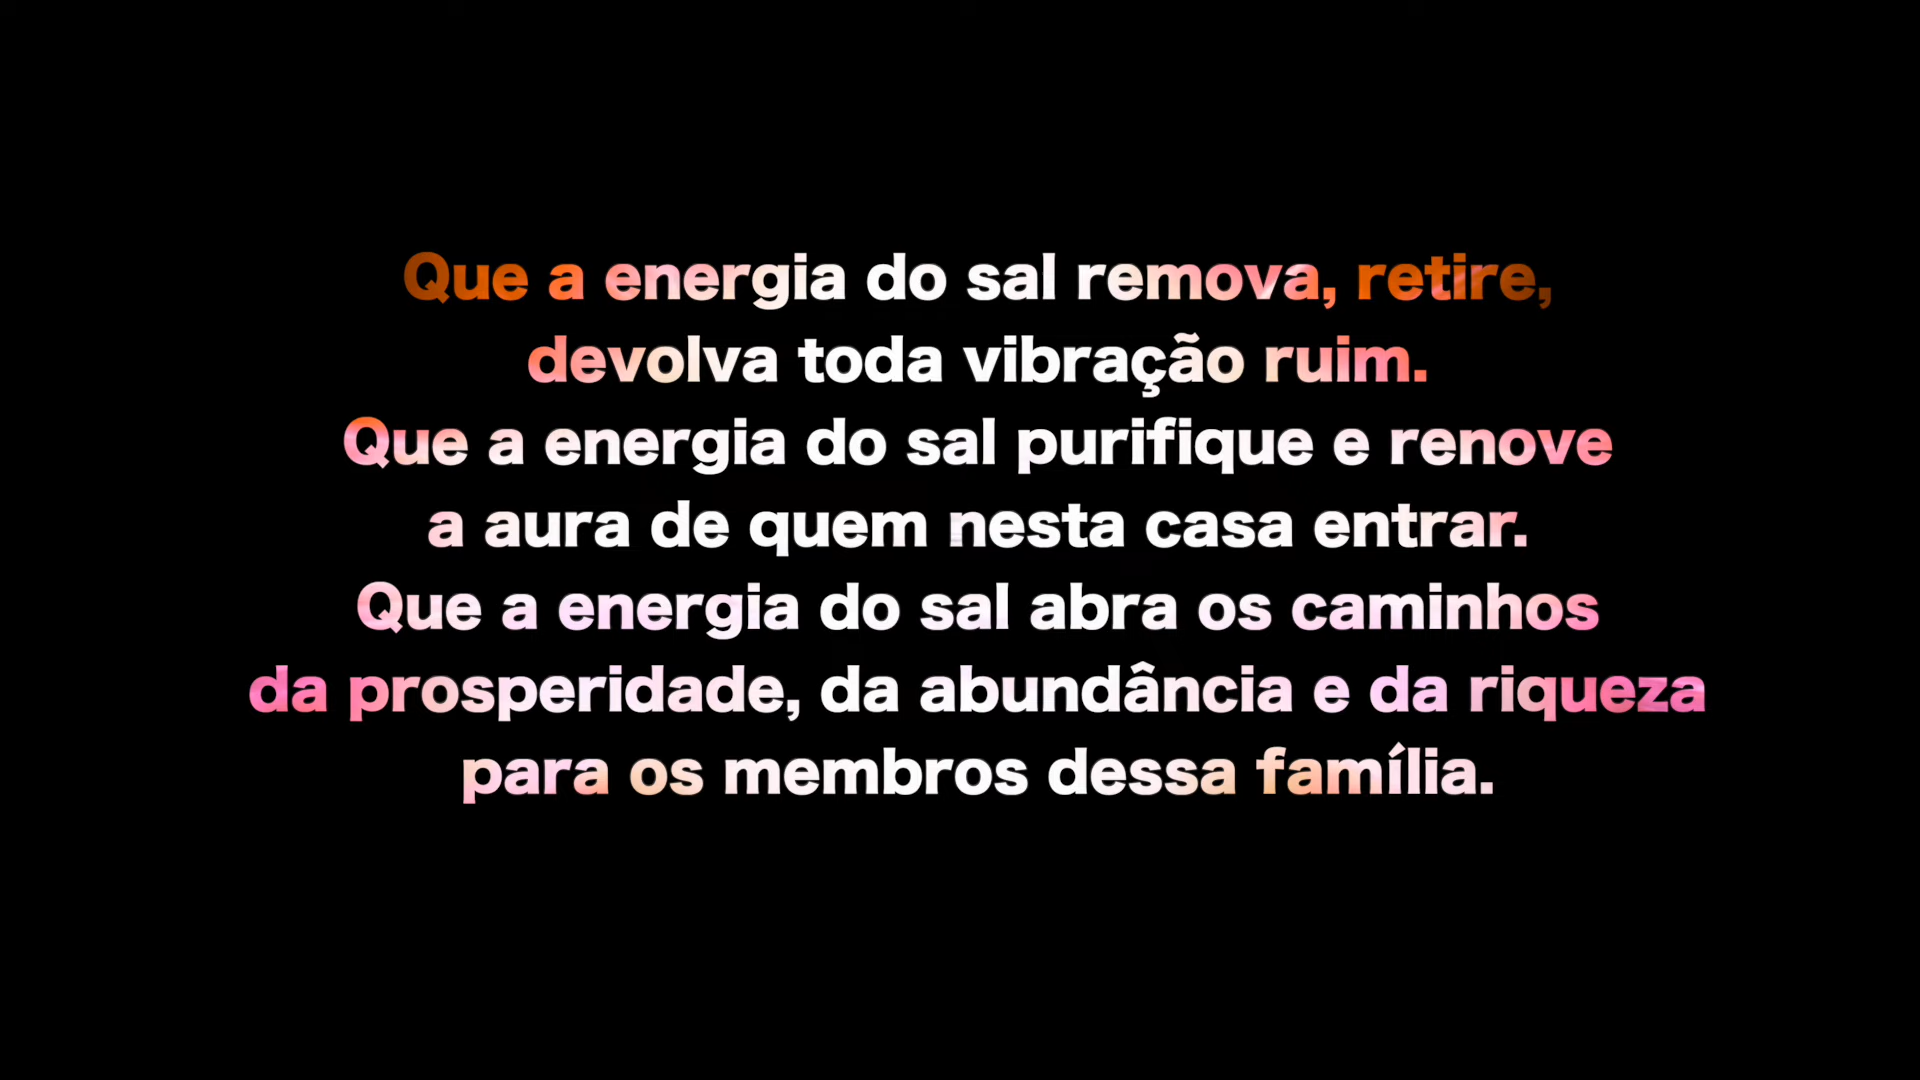 Que a energia do sal remova, retire,
devolva toda vibração ruim.
Que a energia do sal purifique e renove
a aura de quem nesta casa entrar.
Que a energia do sal abra os caminhos
da prosperidade, da abundância e da riqueza
para os membros dessa família.